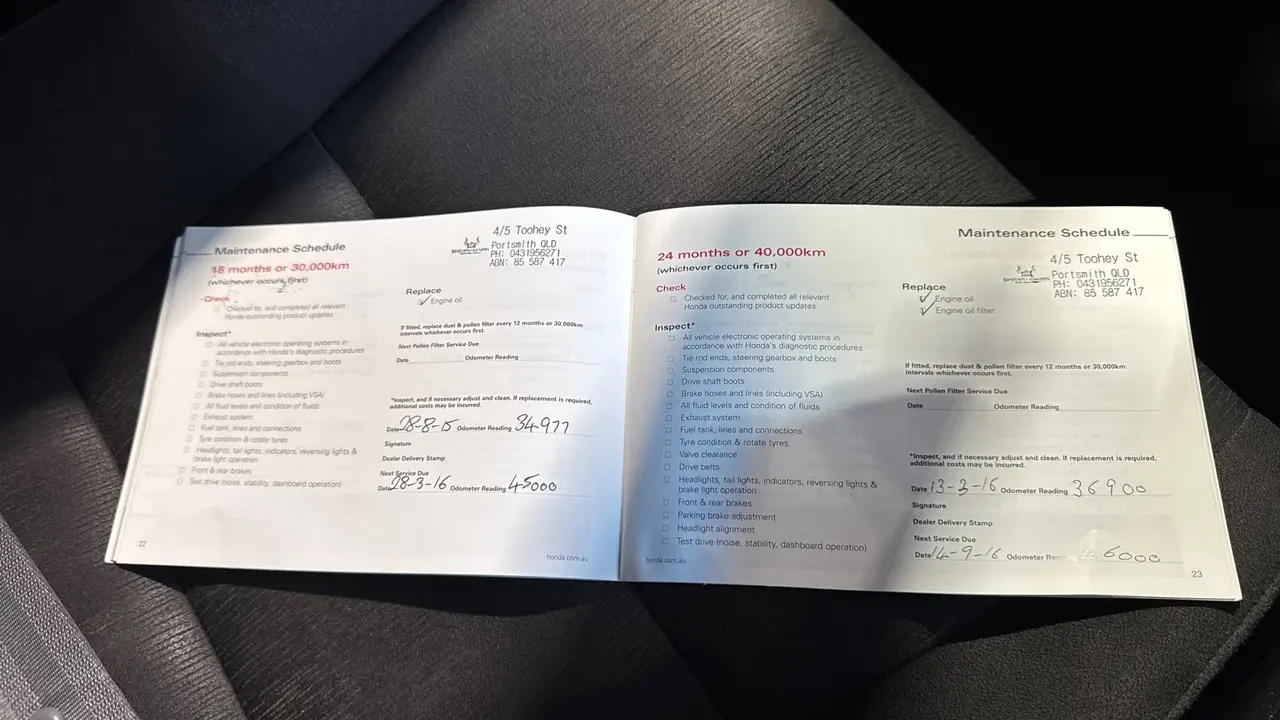 Maintenance Schedule
4/5 Toohey St
Portsmith QLD
PH: 0431956271
ABN: 85 587 417
18 months or 30,000km
(whichever occurs first)
Check
Checked for, and completed all relevant
Honda outstanding product updates
Inspect*
All vehicle electronic operating systems in
accordance with Honda's diagnostic procedures
Tie rod ends, steering gearbox and boots
Suspension components
Drive shaft boots
Brake hoses and lines (including VSA)
All fluid levels and condition of fluids
Exhaust system
Fuel tank, lines and connections
Tyre condition & rotate tyres
Headlights, tail lights, indicators, reversing lights &
brake light operation
Front & rear brakes
Test drive (noise, stability, dashboard operation)
22
Replace
Engine oil
If fitted, replace dust & pollen filter every 12 months or 30,000km
intervals whichever occurs first.
Next Pollen Filter Service Due
Date Odometer Reading
*Inspect, and if necessary adjust and clean. If replacement is required,
additional costs may be incurred.
Date 28-8-15 Odometer Reading 34977
Signature
Dealer Delivery Stamp
Next Service Due
Date 28-3-16 Odometer Reading 45000
honda.com.au
Maintenance Schedule
4/5 Toohey St
Portsmith QLD
PH: 0431956271
ABN: 85 587 417
24 months or 40,000km
(whichever occurs first)
Check
Checked for, and completed all relevant
Honda outstanding product updates
Inspect*
All vehicle electronic operating systems in
accordance with Honda's diagnostic procedures
Tie rod ends, steering gearbox and boots
Suspension components
Drive shaft boots
Brake hoses and lines (including VSA)
All fluid levels and condition of fluids
Exhaust system
Fuel tank, lines and connections
Tyre condition & rotate tyres
Valve clearance
Drive belts
Headlights, tail lights, indicators, reversing lights &
brake light operation
Front & rear brakes
Parking brake adjustment
Headlight alignment
Test drive (noise, stability, dashboard operation)
honda.com.au
Replace
Engine oil
Engine oil filter
If fitted, replace dust & pollen filter every 12 months or 30,000km
intervals whichever occurs first.
Next Pollen Filter Service Due
Date Odometer Reading
*Inspect, and if necessary adjust and clean. If replacement is required,
additional costs may be incurred.
Date 13-3-16 Odometer Reading 36900
Signature
Dealer Delivery Stamp
Next Service Due
Date 14-9-16 Odometer Reading 46000
23